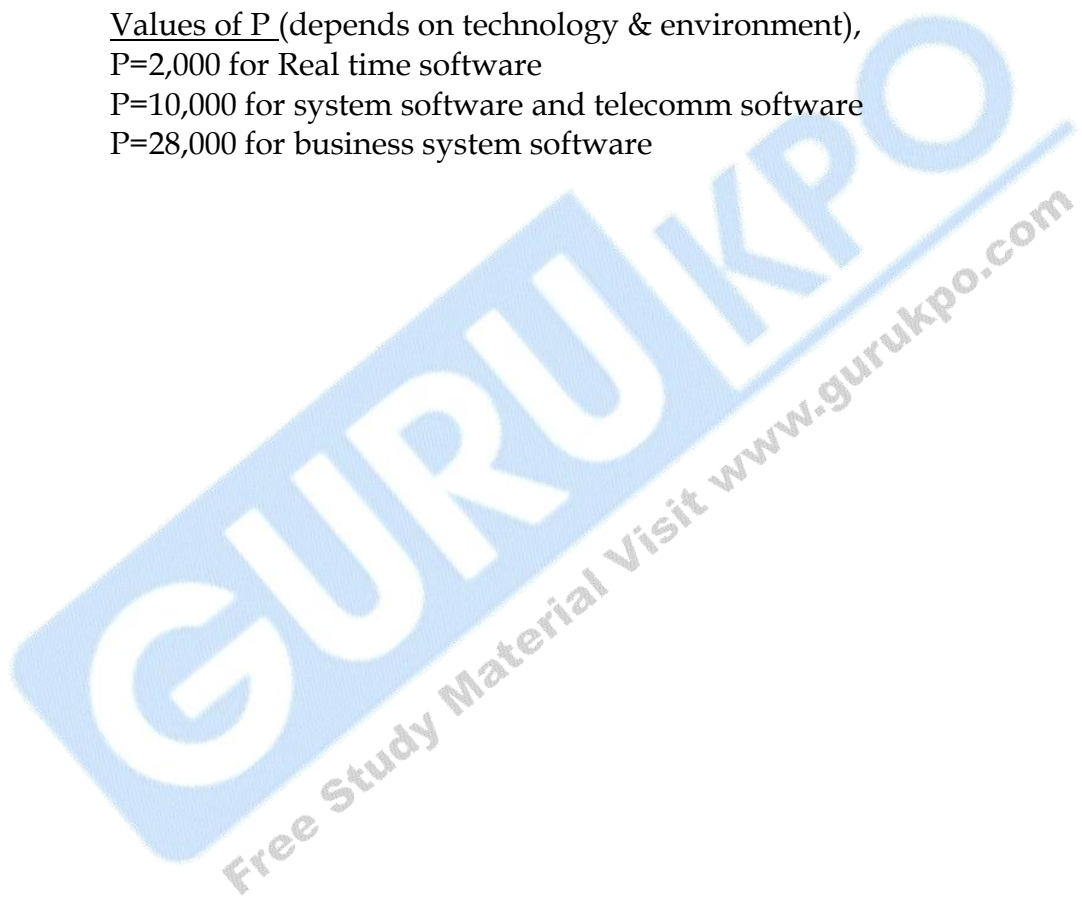 Values of P (depends on technology & environment),
P=2,000 for Real time software
P=10,000 for system software and telecomm software
P=28,000 for business system software
GURUKPO
Free Study Material Visit www.gurukpo.com